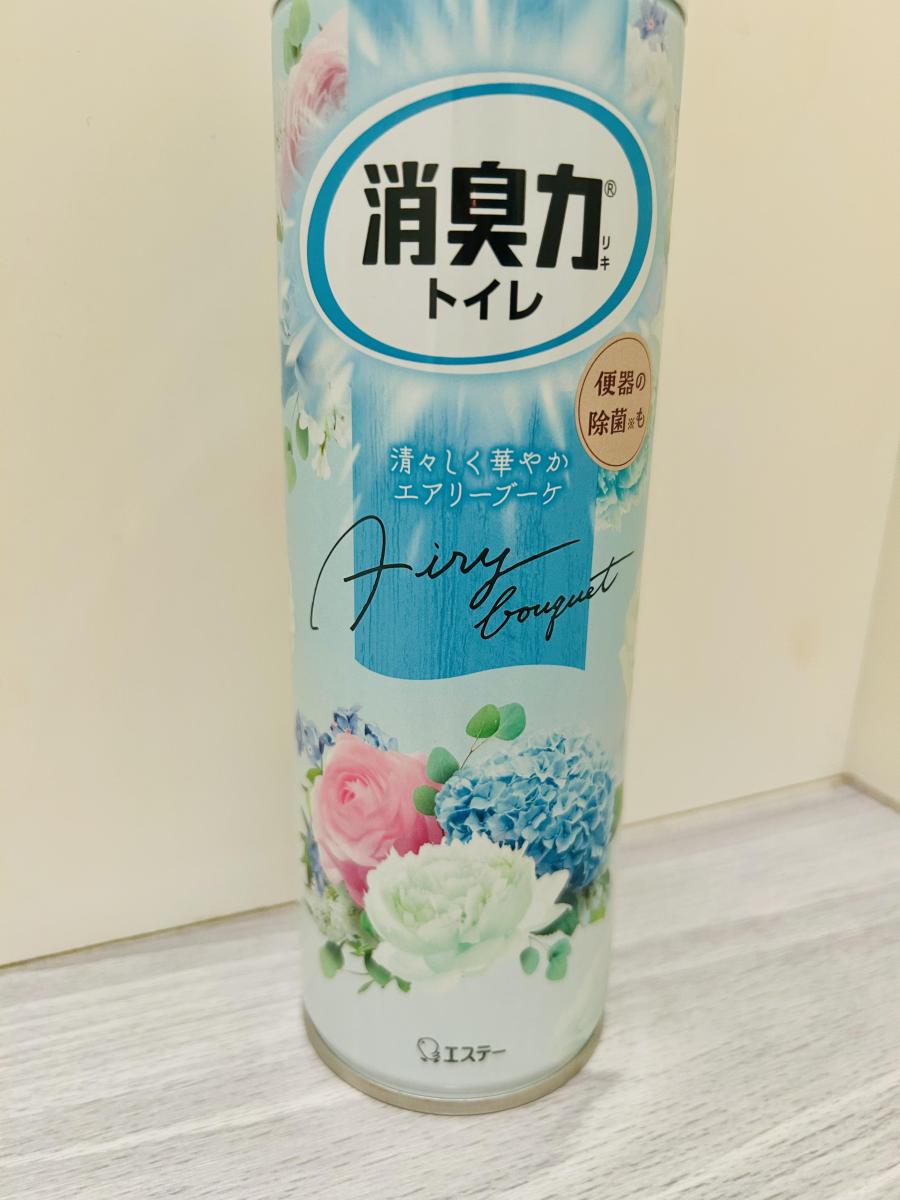 消臭力®
リキ
トイレ
便器の
除菌※も
清々しく華やか
エアリーブーケ
Airy
bouquet
エステー